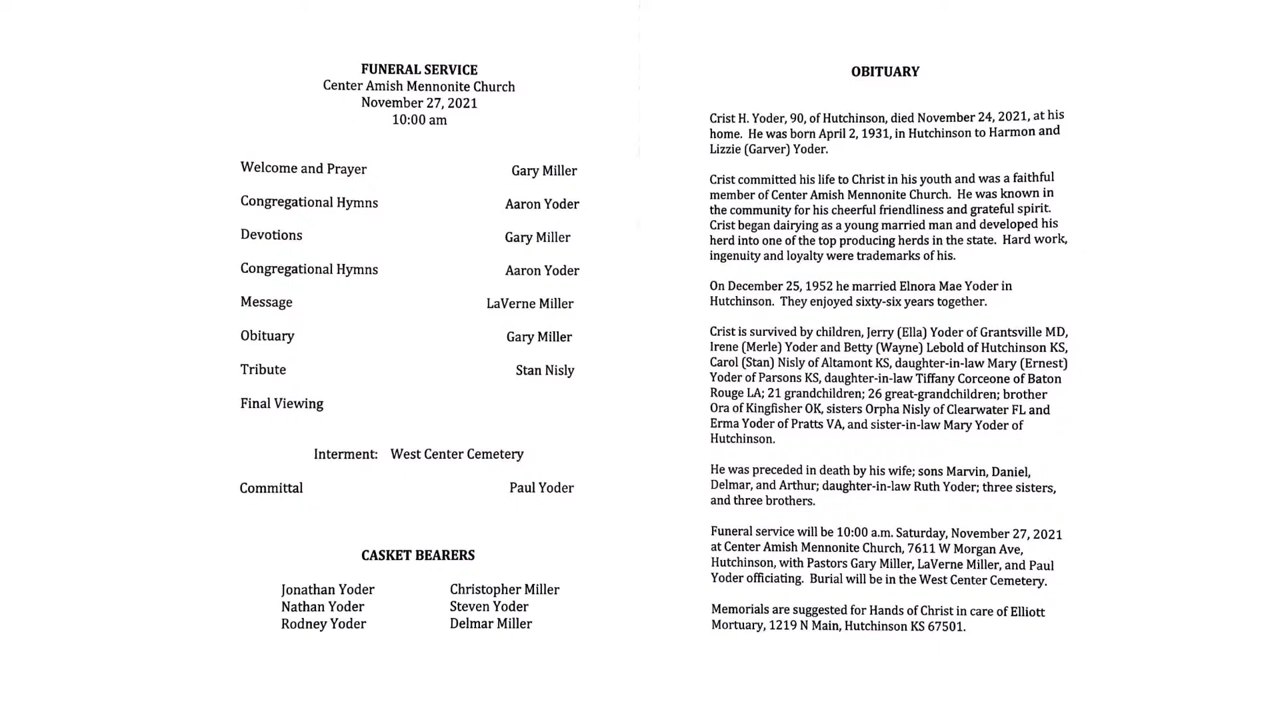 FUNERAL SERVICE
Center Amish Mennonite Church
November 27, 2021
10:00 am
Welcome and Prayer Gary Miller
Congregational Hymns Aaron Yoder
Devotions Gary Miller
Congregational Hymns Aaron Yoder
Message LaVerne Miller
Obituary Gary Miller
Tribute Stan Nisly
Final Viewing
Interment: West Center Cemetery
Committal Paul Yoder
CASKET BEARERS
Jonathan Yoder Christopher Miller
Nathan Yoder Steven Yoder
Rodney Yoder Delmar Miller
OBITUARY
Crist H. Yoder, 90, of Hutchinson, died November 24, 2021, at his
home. He was born April 2, 1931, in Hutchinson to Harmon and
Lizzie (Garver) Yoder.
Crist committed his life to Christ in his youth and was a faithful
member of Center Amish Mennonite Church. He was known in
the community for his cheerful friendliness and grateful spirit.
Crist began dairying as a young married man and developed his
herd into one of the top producing herds in the state. Hard work,
ingenuity and loyalty were trademarks of his.
On December 25, 1952 he married Elnora Mae Yoder in
Hutchinson. They enjoyed sixty-six years together.
Crist is survived by children, Jerry (Ella) Yoder of Grantsville MD,
Irene (Merle) Yoder and Betty (Wayne) Lebold of Hutchinson KS,
Carol (Stan) Nisly of Altamont KS, daughter-in-law Mary (Ernest)
Yoder of Parsons KS, daughter-in-law Tiffany Corceone of Baton
Rouge LA; 21 grandchildren; 26 great-grandchildren; brother
Ora of Kingfisher OK, sisters Orpha Nisly of Clearwater FL and
Erma Yoder of Pratts VA, and sister-in-law Mary Yoder of
Hutchinson.
He was preceded in death by his wife; sons Marvin, Daniel,
Delmar, and Arthur; daughter-in-law Ruth Yoder; three sisters,
and three brothers.
Funeral service will be 10:00 a.m. Saturday, November 27, 2021
at Center Amish Mennonite Church, 7611 W Morgan Ave,
Hutchinson, with Pastors Gary Miller, LaVerne Miller, and Paul
Yoder officiating. Burial will be in the West Center Cemetery.
Memorials are suggested for Hands of Christ in care of Elliott
Mortuary, 1219 N Main, Hutchinson KS 67501.